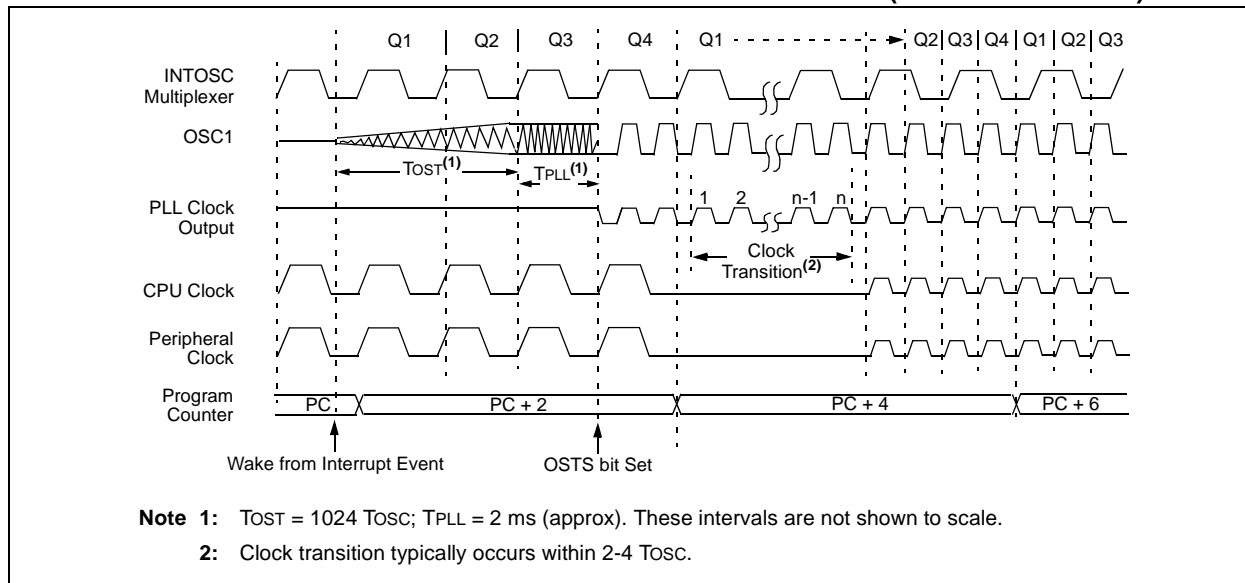 Q1 Q2 Q3 Q4 Q1 Q2 Q3 Q4 Q1 Q2 Q3
INTOSC
Multiplexer
OSC1
TOST(1)
TPLL(1)
1 2 n-1 n
PLL Clock
Output
Clock
Transition(2)
CPU Clock
Peripheral
Clock
Program
Counter
PC PC + 2 PC + 4 PC + 6
Wake from Interrupt Event OSTS bit Set
Note 1: TOST = 1024 TOSC; TPLL = 2 ms (approx). These intervals are not shown to scale.
2: Clock transition typically occurs within 2-4 TOSC.